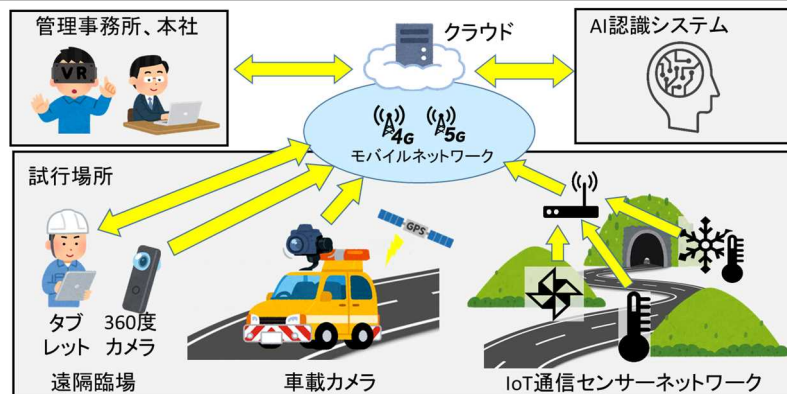 管理事務所、本社
VR
クラウド
AI認識システム
4G
5G
モバイルネットワーク
試行場所
GPS
タブ
レット
360度
カメラ
遠隔臨場
車載カメラ
IoT通信センサーネットワーク